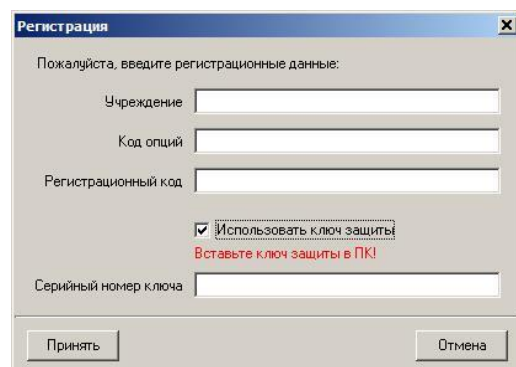 Регистрация
Пожалуйста, введите регистрационные данные:
Учреждение
Код опций
Регистрационный код
Использовать ключ защиты
Вставьте ключ защиты в ПК!
Серийный номер ключа
Принять
Отмена